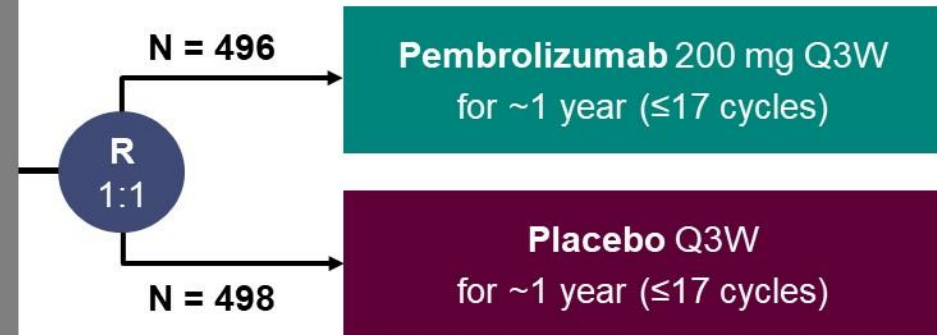 N = 496
Pembrolizumab 200 mg Q3W
for ~1 year (≤17 cycles)
R
1:1
Placebo Q3W
for ~1 year (≤17 cycles)
N = 498